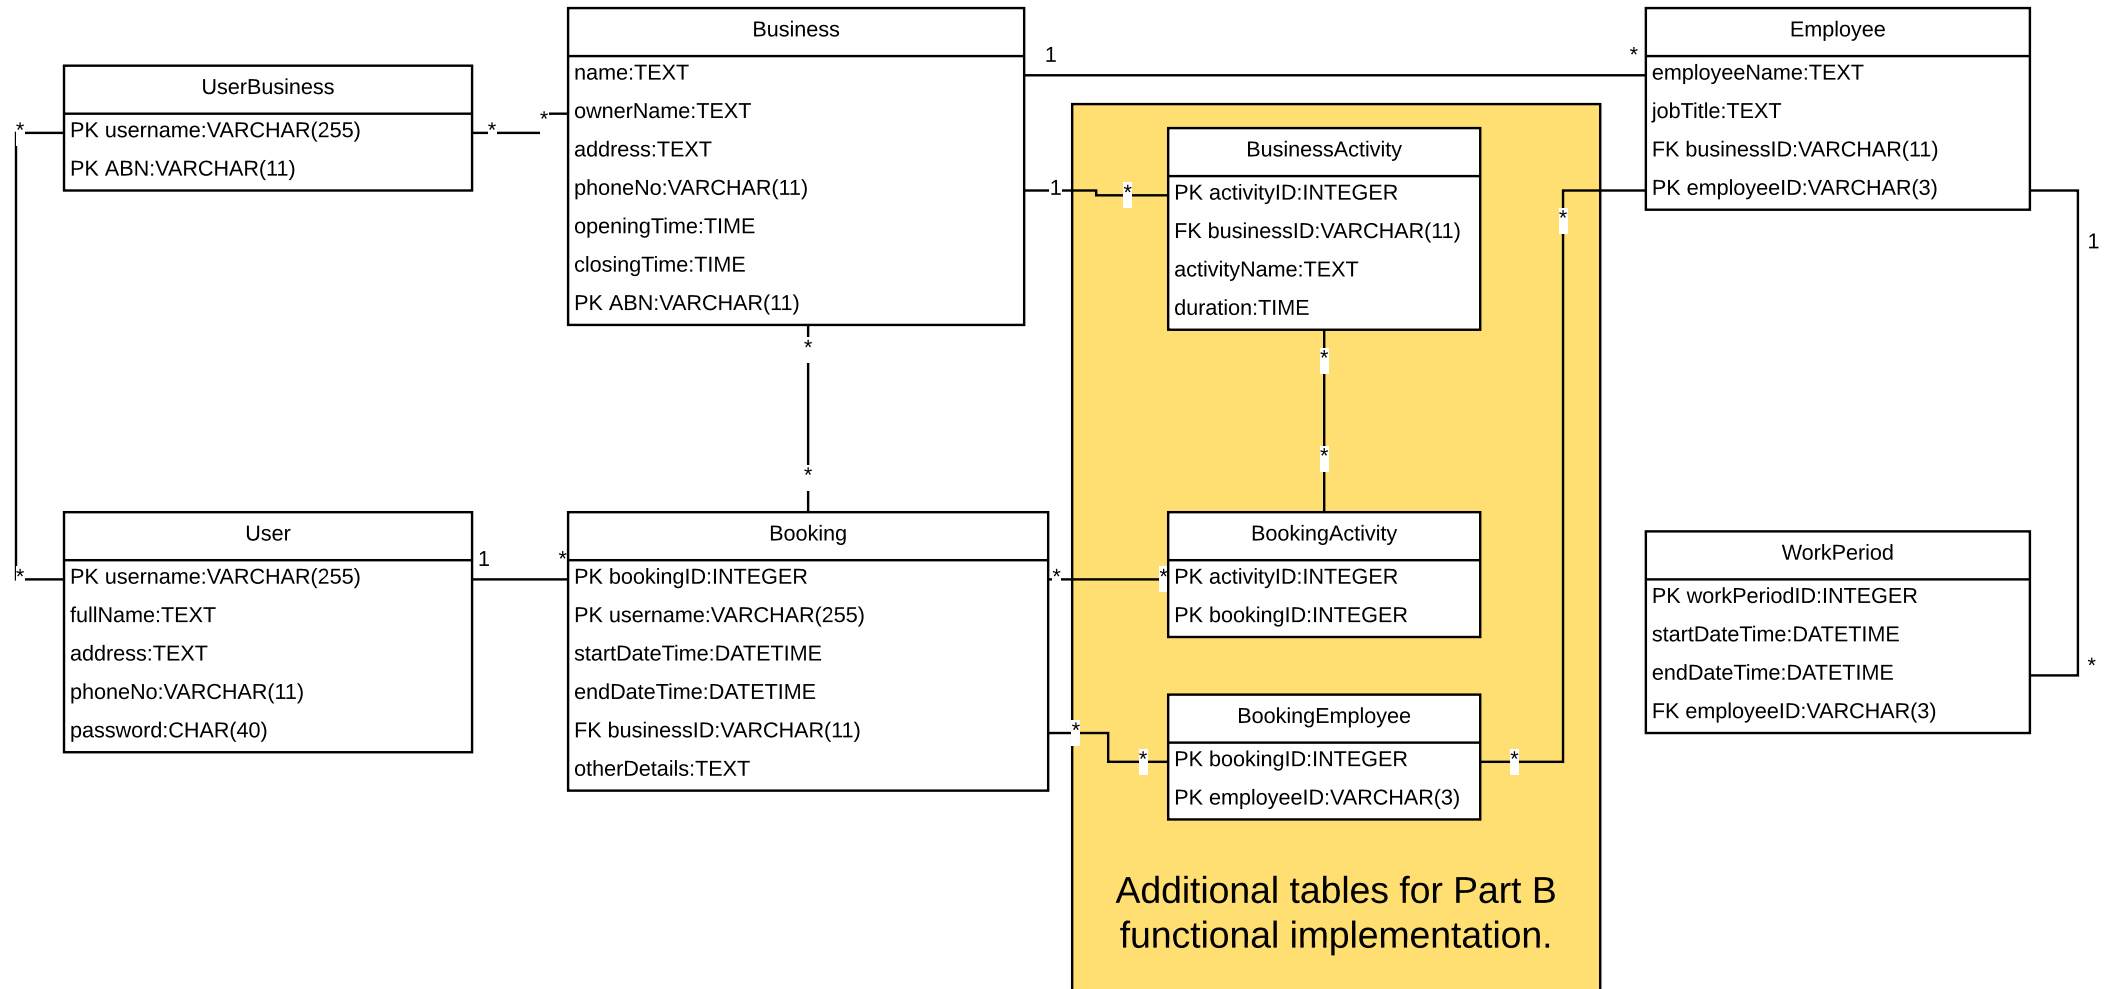 Business
name:TEXT
ownerName:TEXT
address:TEXT
phoneNo:VARCHAR(11)
openingTime:TIME
closingTime:TIME
PK ABN:VARCHAR(11)
1
*
Employee
employeeName:TEXT
jobTitle:TEXT
FK businessID:VARCHAR(11)
PK employeeID:VARCHAR(3)
UserBusiness
PK username:VARCHAR(255)
PK ABN:VARCHAR(11)
*
*
*
1
*
BusinessActivity
PK activityID:INTEGER
FK businessID:VARCHAR(11)
activityName:TEXT
duration:TIME
*
1
*
*
*
*
User
PK username:VARCHAR(255)
fullName:TEXT
address:TEXT
phoneNo:VARCHAR(11)
password:CHAR(40)
*
1
*
Booking
PK bookingID:INTEGER
PK username:VARCHAR(255)
startDateTime:DATETIME
endDateTime:DATETIME
FK businessID:VARCHAR(11)
otherDetails:TEXT
*
*
BookingActivity
PK activityID:INTEGER
PK bookingID:INTEGER
WorkPeriod
PK workPeriodID:INTEGER
startDateTime:DATETIME
endDateTime:DATETIME
FK employeeID:VARCHAR(3)
*
*
*
BookingEmployee
PK bookingID:INTEGER
PK employeeID:VARCHAR(3)
*
Additional tables for Part B
functional implementation.